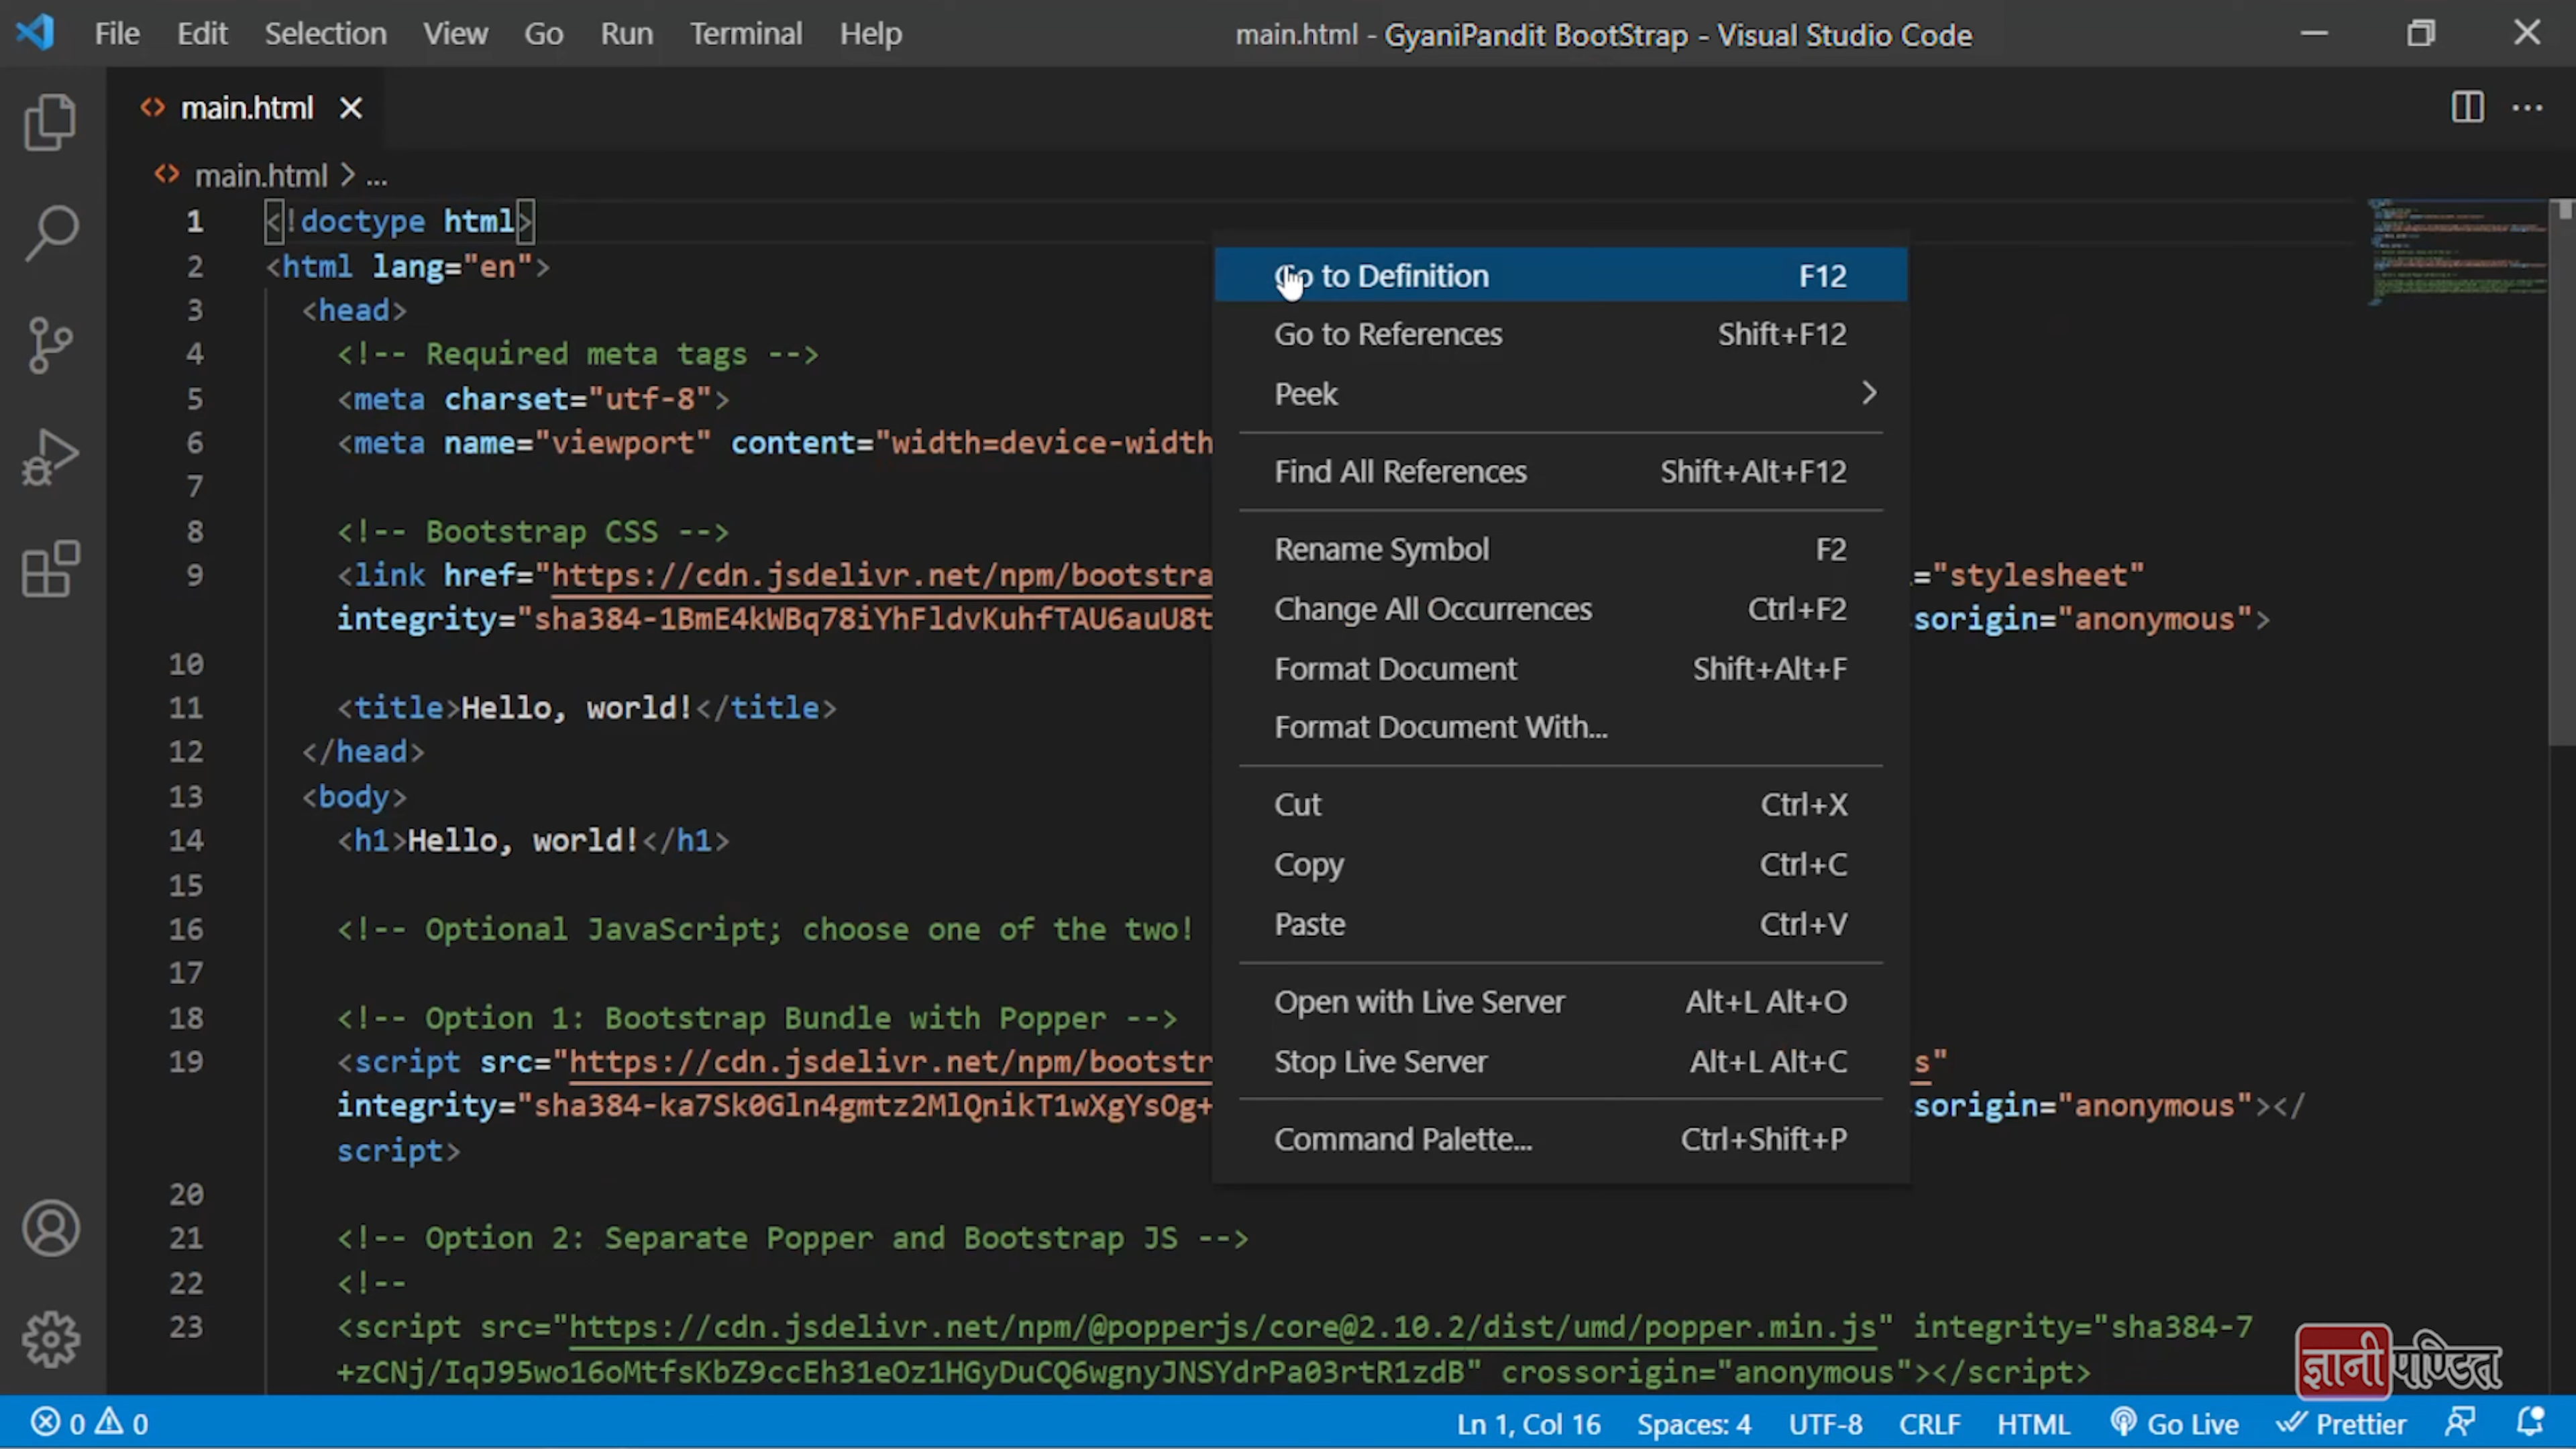 File Edit Selection View Go Run Terminal Help main.html - GyaniPandit BootStrap - Visual Studio Code
main.html
main.html > ...
1 <!doctype html>
2 <html lang="en">
3 <head>
4 <!-- Required meta tags -->
5 <meta charset="utf-8">
6 <meta name="viewport" content="width=device-width
7
8 <!-- Bootstrap CSS -->
9 <link href="https://cdn.jsdelivr.net/npm/bootstra ="stylesheet"
integrity="sha384-1BmE4kWBq78iYhFldvKuhfTAU6auU8t sorigin="anonymous">
10
11 <title>Hello, world!</title>
12 </head>
13 <body>
14 <h1>Hello, world!</h1>
15
16 <!-- Optional JavaScript; choose one of the two!
17
18 <!-- Option 1: Bootstrap Bundle with Popper -->
19 <script src="https://cdn.jsdelivr.net/npm/bootstr s"
integrity="sha384-ka7Sk0Gln4gmtz2MlQnikT1wXgYsOg+ sorigin="anonymous"></
script>
20
21 <!-- Option 2: Separate Popper and Bootstrap JS -->
22 <!--
23 <script src="https://cdn.jsdelivr.net/npm/@popperjs/core@2.10.2/dist/umd/popper.min.js" integrity="sha384-7
+zCNj/IqJ95wo16oMtfsKbZ9ccEh31eOz1HGyDuCQ6wgnyJNSYdrPa03rtR1zdB" crossorigin="anonymous"></script>
Go to Definition F12
Go to References Shift+F12
Peek
Find All References Shift+Alt+F12
Rename Symbol F2
Change All Occurrences Ctrl+F2
Format Document Shift+Alt+F
Format Document With...
Cut Ctrl+X
Copy Ctrl+C
Paste Ctrl+V
Open with Live Server Alt+L Alt+O
Stop Live Server Alt+L Alt+C
Command Palette... Ctrl+Shift+P
ज्ञानीपण्डित
0 0 Ln 1, Col 16 Spaces: 4 UTF-8 CRLF HTML Go Live Prettier